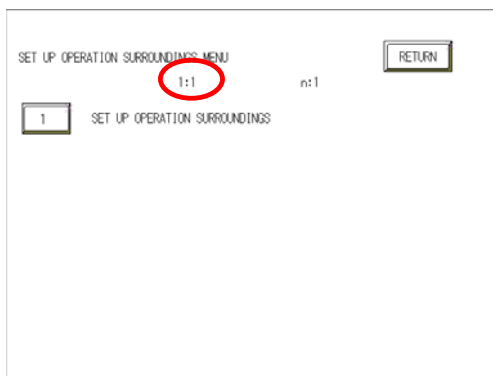 SET UP OPERATION SURROUNDINGS MENU RETURN
1:1 n:1
1 SET UP OPERATION SURROUNDINGS